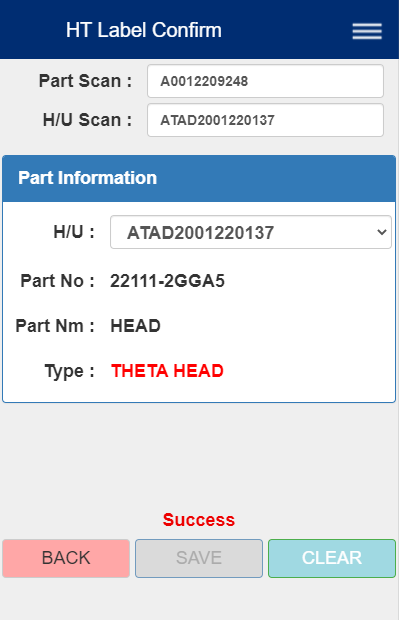 HT Label Confirm
Part Scan : A0012209248
H/U Scan : ATAD2001220137
Part Information
H/U : ATAD2001220137
Part No : 22111-2GGA5
Part Nm : HEAD
Type : THETA HEAD
Success
BACK SAVE CLEAR